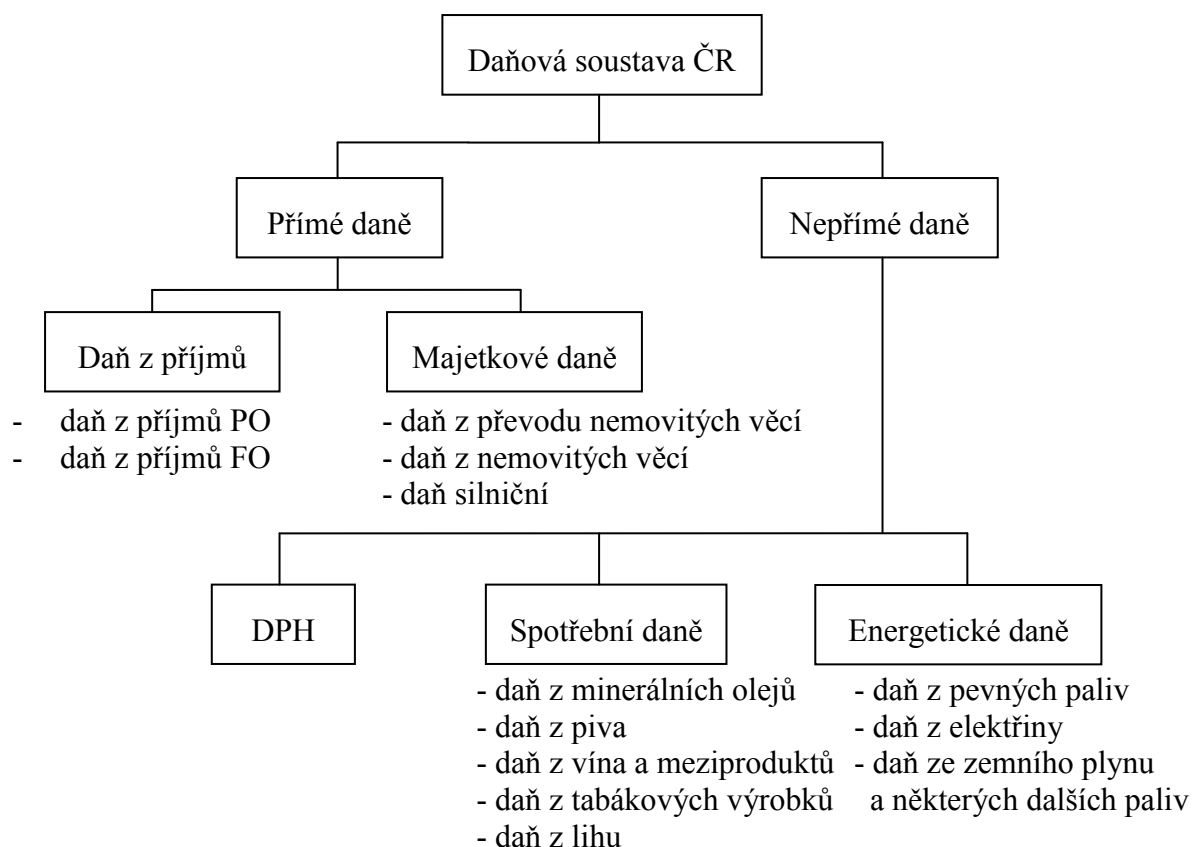 Daňová soustava ČR
Přímé daně
Nepřímé daně
Daň z příjmů
Majetkové daně
- daň z příjmů PO
- daň z příjmů FO
- daň z převodu nemovitých věcí
- daň z nemovitých věcí
- daň silniční
DPH
Spotřební daně
Energetické daně
- daň z minerálních olejů
- daň z piva
- daň z vína a meziproduktů
- daň z tabákových výrobků
- daň z lihu
- daň z pevných paliv
- daň z elektřiny
- daň ze zemního plynu
a některých dalších paliv